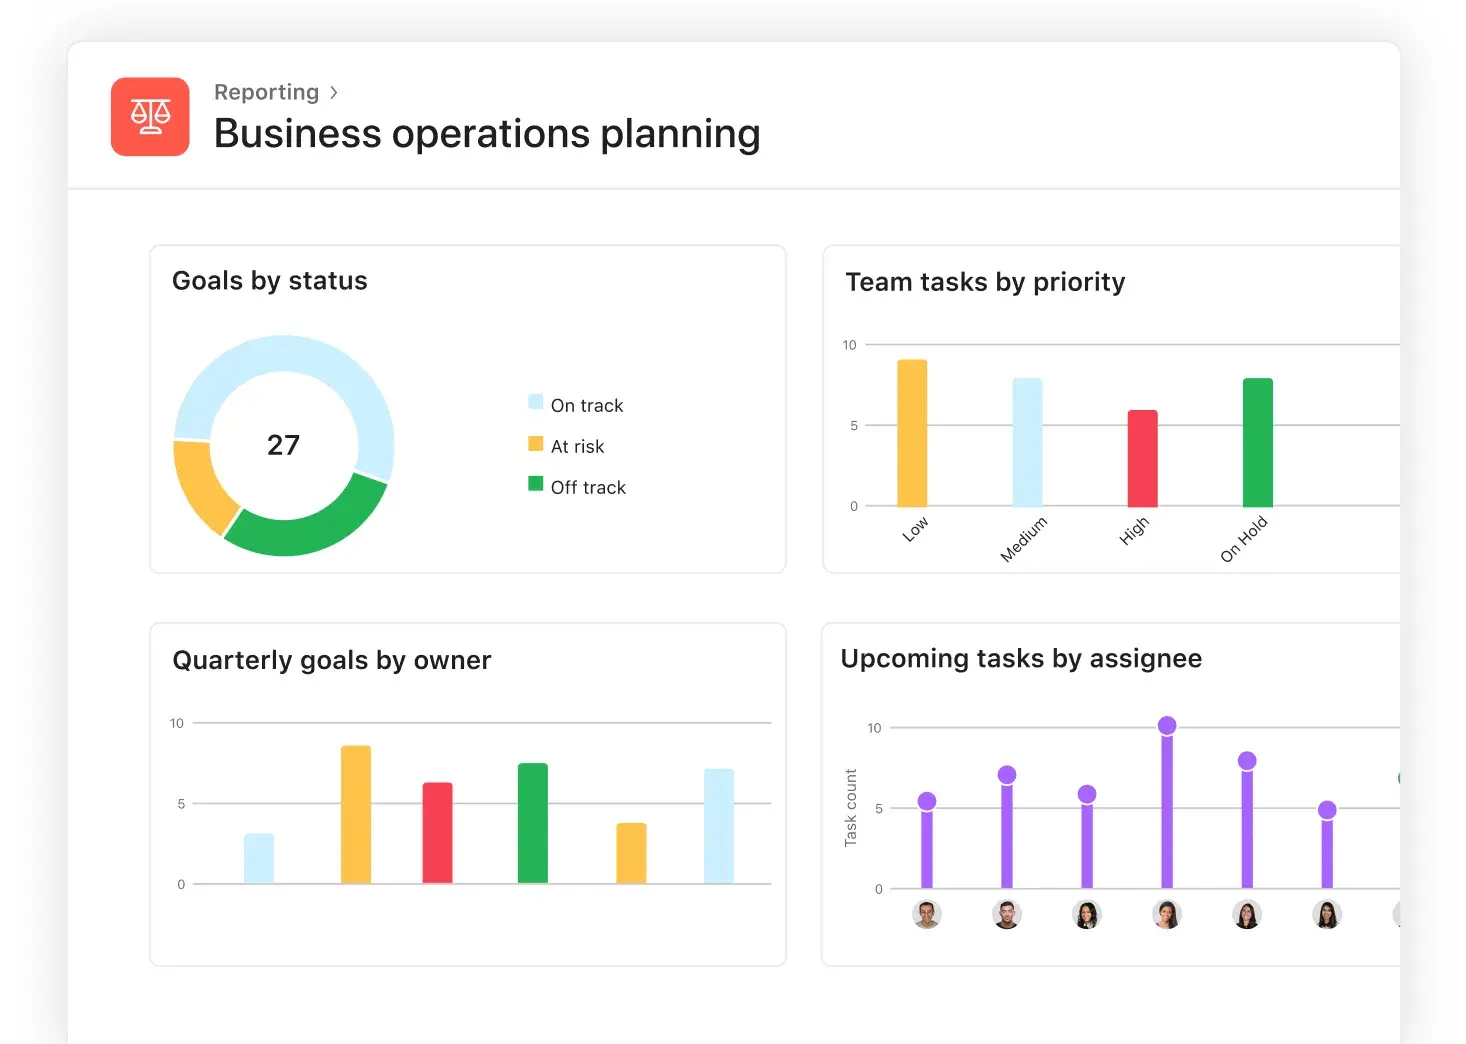 Reporting >
Business operations planning
Goals by status
27
On track
At risk
Off track
Team tasks by priority
10
5
0
Low
Medium
High
On Hold
Quarterly goals by owner
10
5
0
Upcoming tasks by assignee
Task count
10
5
0